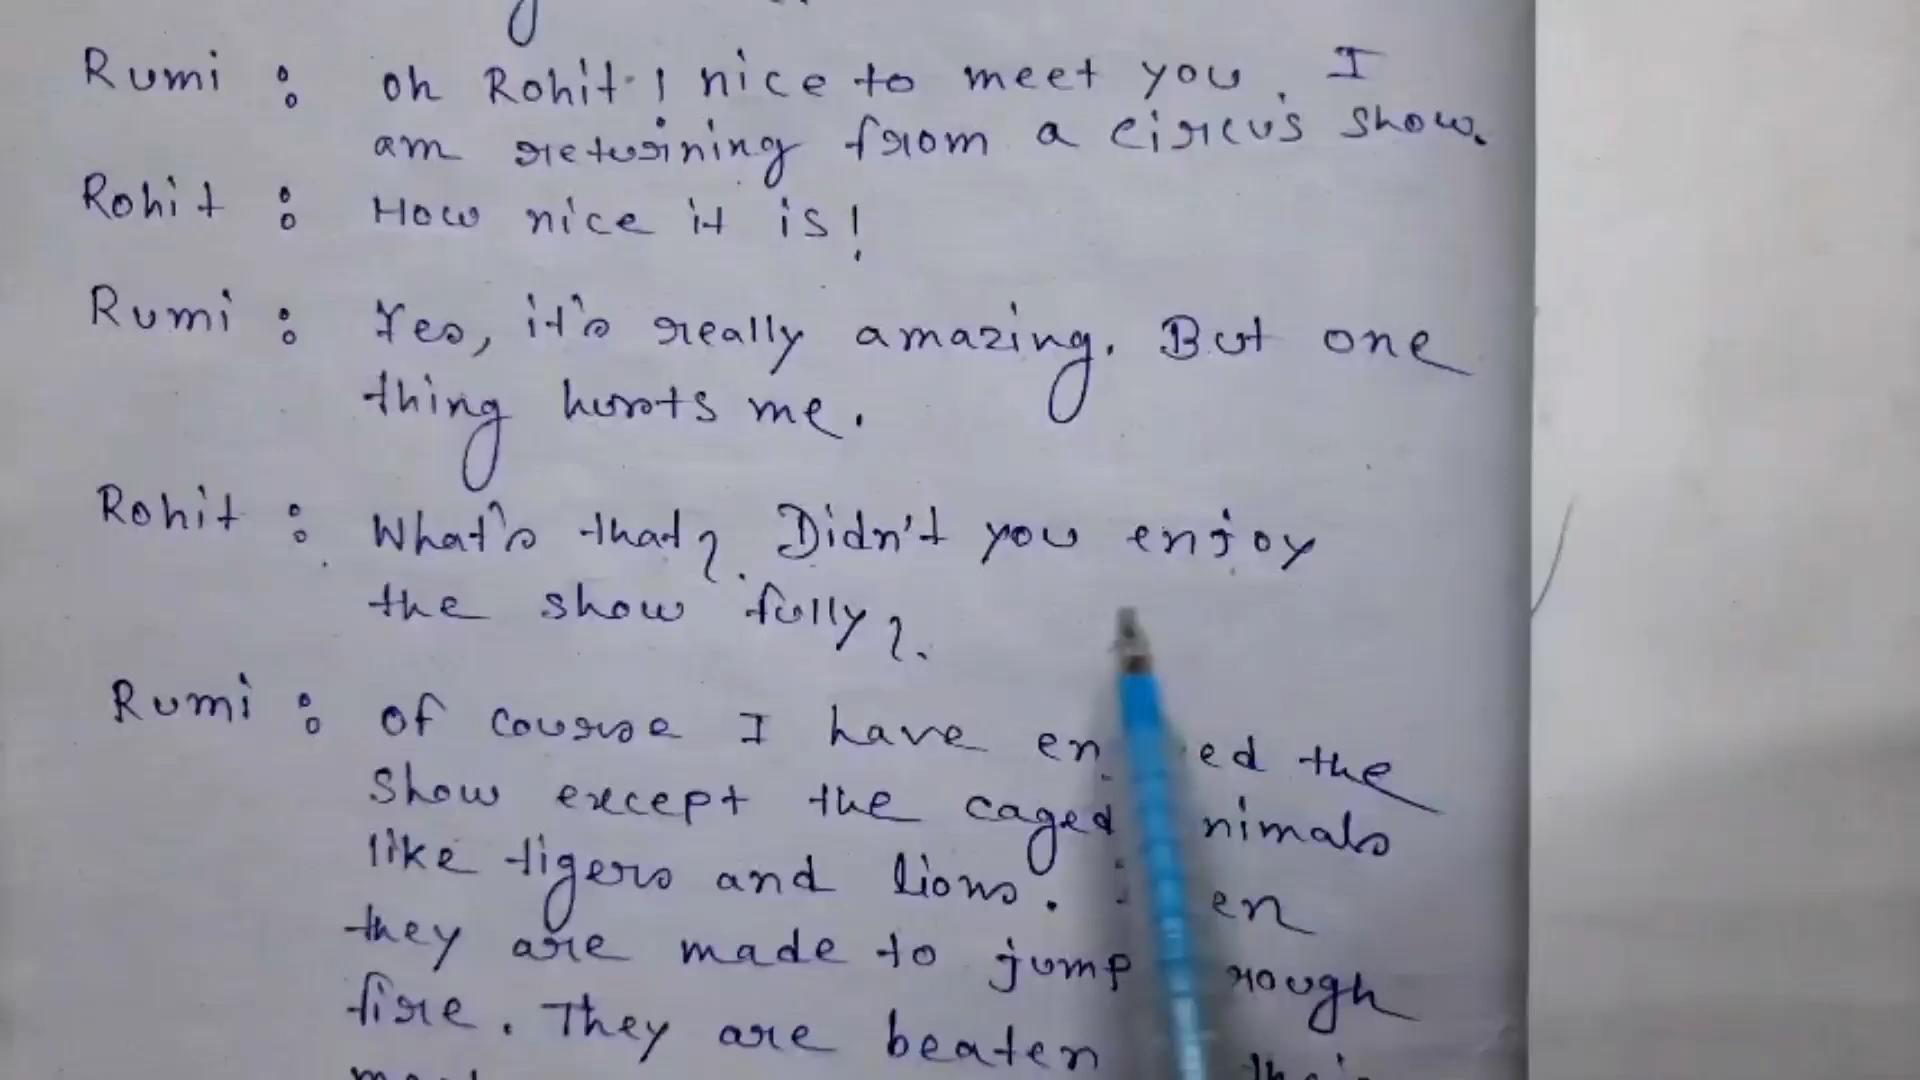 Rumi : oh Rohit! nice to meet you. I
am returining from a circus show.
Rohit : How nice it is!
Rumi : Yes, it's really amazing. But one
thing hurts me.
Rohit : What's that? Didn't you enjoy
the show fully?
Rumi : of course I have the
show except the caged
like tigers and lions.
they are made to jump
fire. They are beaten